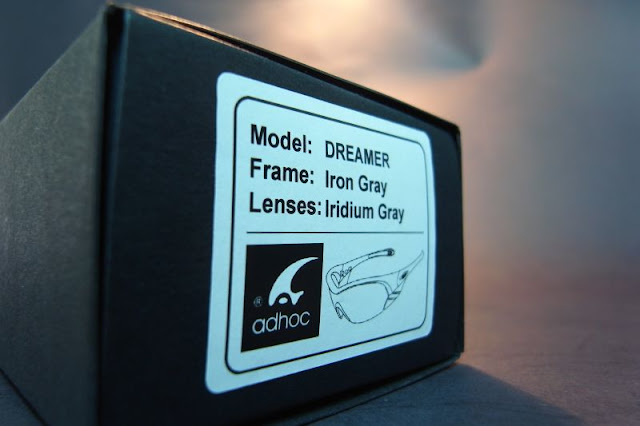 Model: DREAMER
Frame: Iron Gray
Lenses: Iridium Gray
®
adhoc